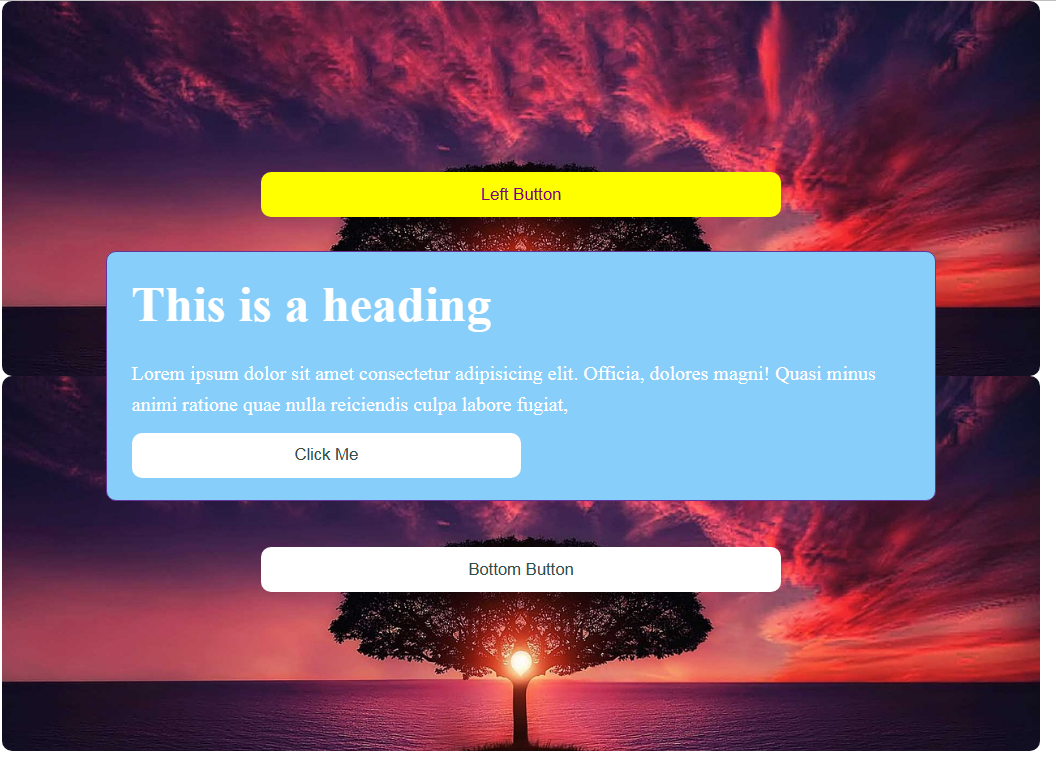 Left Button
This is a heading
Lorem ipsum dolor sit amet consectetur adipisicing elit. Officia, dolores magni! Quasi minus
animi ratione quae nulla reiciendis culpa labore fugiat,
Click Me
Bottom Button